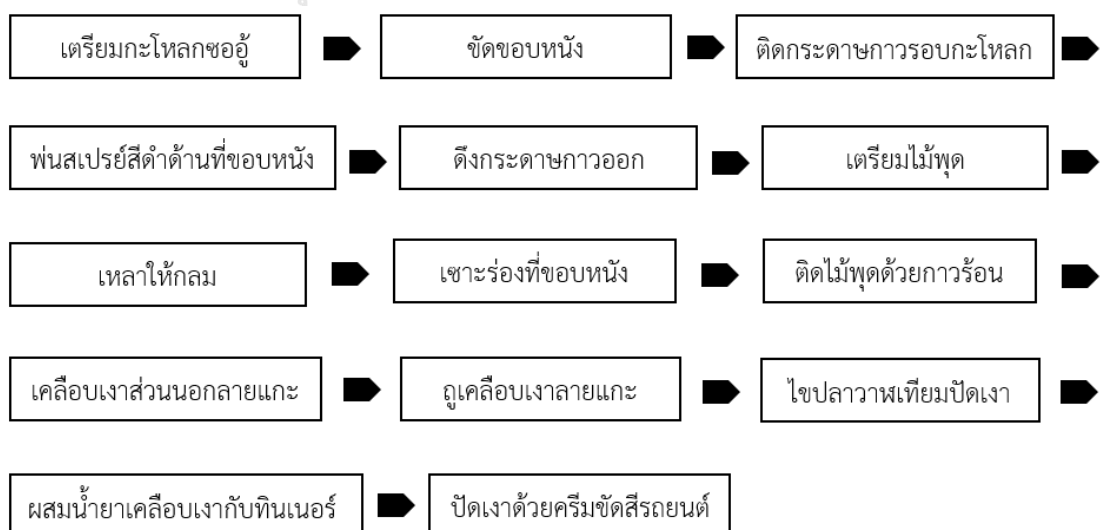 เตรียมกะโหลกซออู้ ขัดขอบหนัง ติดกระดาษกาวรอบกะโหลก
พ่นสเปรย์สีดำด้านที่ขอบหนัง ดึงกระดาษกาวออก เตรียมไม้พุด
เหลาให้กลม เซาะร่องที่ขอบหนัง ติดไม้พุดด้วยกาวร้อน
เคลือบเงาส่วนนอกลายแกะ ถูเคลือบเงาลายแกะ ไขปลาวาฬเทียมปัดเงา
ผสมน้ำยาเคลือบเงากับทินเนอร์ ปัดเงาด้วยครีมขัดสีรถยนต์